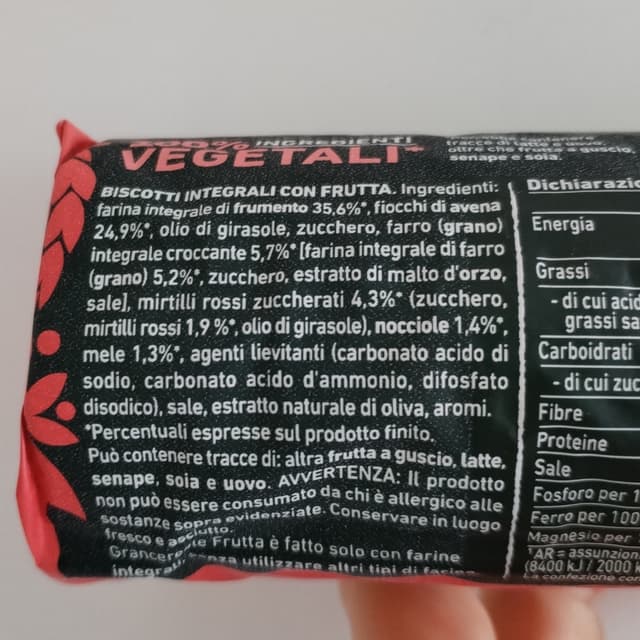 100% INGREDIENTI
VEGETALI*
tracce di latte e uovo,
oltre che frutta a guscio,
senape e soia.
BISCOTTI INTEGRALI CON FRUTTA. Ingredienti:
farina integrale di frumento 35,6%*, fiocchi di avena
24,9%*, olio di girasole, zucchero, farro (grano)
integrale croccante 5,7%* [farina integrale di farro
(grano) 5,2%*, zucchero, estratto di malto d'orzo,
sale], mirtilli rossi zuccherati 4,3%* (zucchero,
mirtilli rossi 1,9 %*, olio di girasole), nocciole 1,4%*,
mele 1,3%*, agenti lievitanti (carbonato acido di
sodio, carbonato acido d'ammonio, difosfato
disodico), sale, estratto naturale di oliva, aromi.
*Percentuali espresse sul prodotto finito.
Può contenere tracce di: altra frutta a guscio, latte,
senape, soia e uovo. AVVERTENZA: Il prodotto
non può essere consumato da chi è allergico alle
sostanze sopra evidenziate. Conservare in luogo
fresco e asciutto.
Frutta è fatto solo con farine
utilizzare altri tipi di
Dichiarazio
Energia
Grassi
- di cui acid
grassi sa
Carboidrati
- di cui zuc
Fibre
Proteine
Sale
Fosforo per 1
Ferro per 100
Magnesio per
*AR = assunzion
(8400 kJ / 2000 k
La confezione con